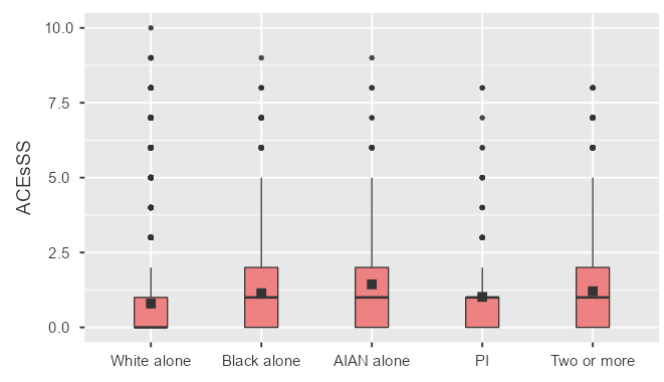 10.0
7.5
5.0
2.5
0.0
ACEsSS
White alone
Black alone
AIAN alone
PI
Two or more